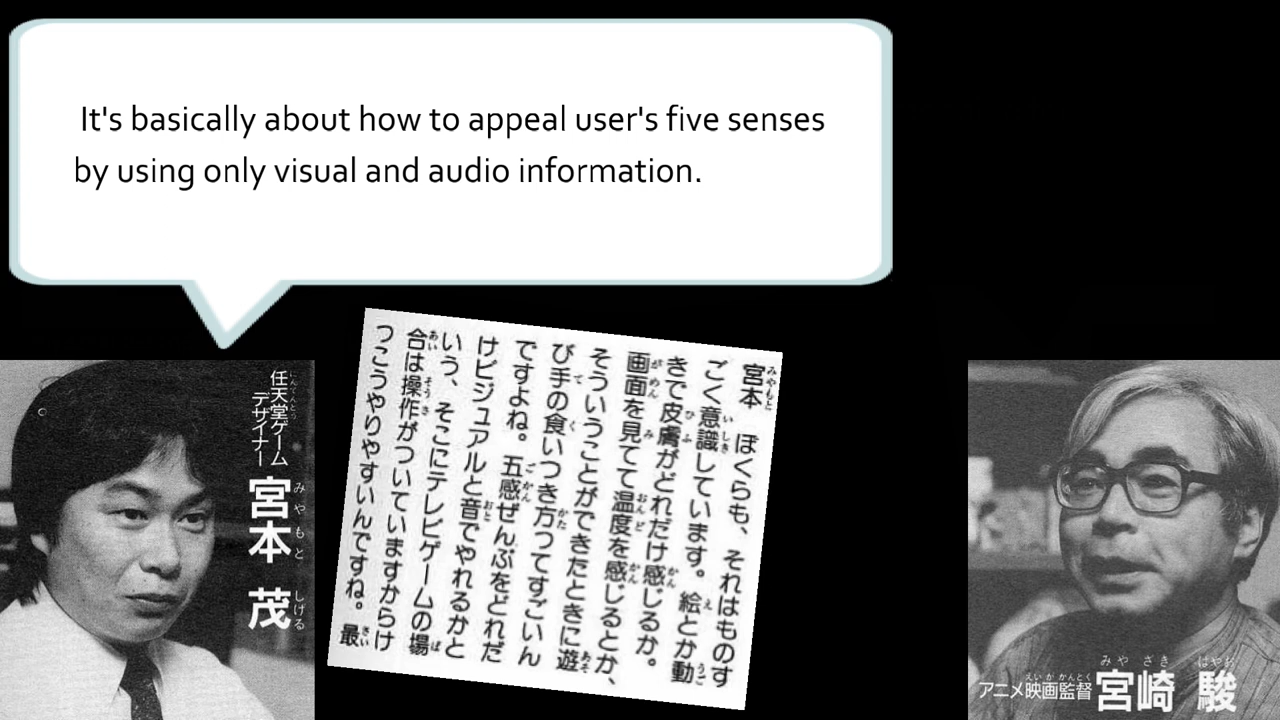 It's basically about how to appeal user's five senses
by using only visual and audio information.
任天堂ゲーム
デザイナー
宮本 茂
宮本 ぼくらも、それはものす
ごく意識しています。絵とか動
きで皮膚がどれだけ感じるか。
画面を見てて温度を感じるとか、
そういうことができたときに遊
び手の食いつき方ってすごいん
ですよね。五感ぜんぶをどれだ
けビジュアルと音でやれるかと
いう、そこにテレビゲームの場
合は操作がついていますからけ
っこうやりやすいんですね。最
アニメ映画監督 宮崎 駿